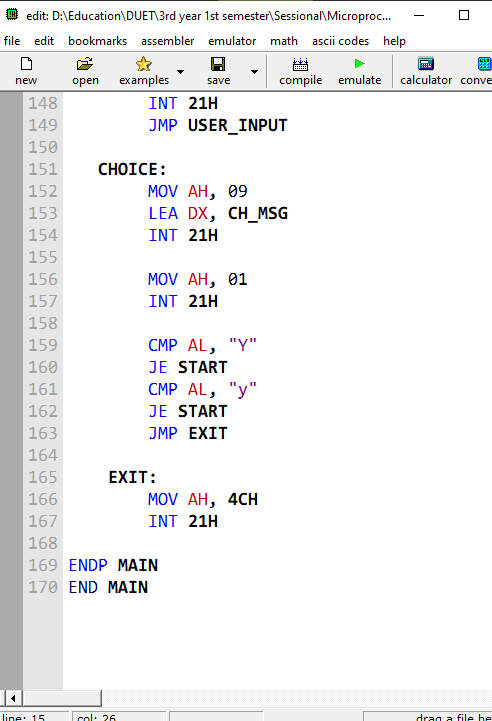 edit: D:\Education\DUET\3rd year 1st semester\Sessional\Microproc...
file edit bookmarks assembler emulator math ascii codes help
new open examples save compile emulate calculator conve
148 INT 21H
149 JMP USER_INPUT
150
151 CHOICE:
152 MOV AH, 09
153 LEA DX, CH_MSG
154 INT 21H
155
156 MOV AH, 01
157 INT 21H
158
159 CMP AL, "Y"
160 JE START
161 CMP AL, "y"
162 JE START
163 JMP EXIT
164
165 EXIT:
166 MOV AH, 4CH
167 INT 21H
168
169 ENDP MAIN
170 END MAIN
line: 15 col: 26 drag a file he